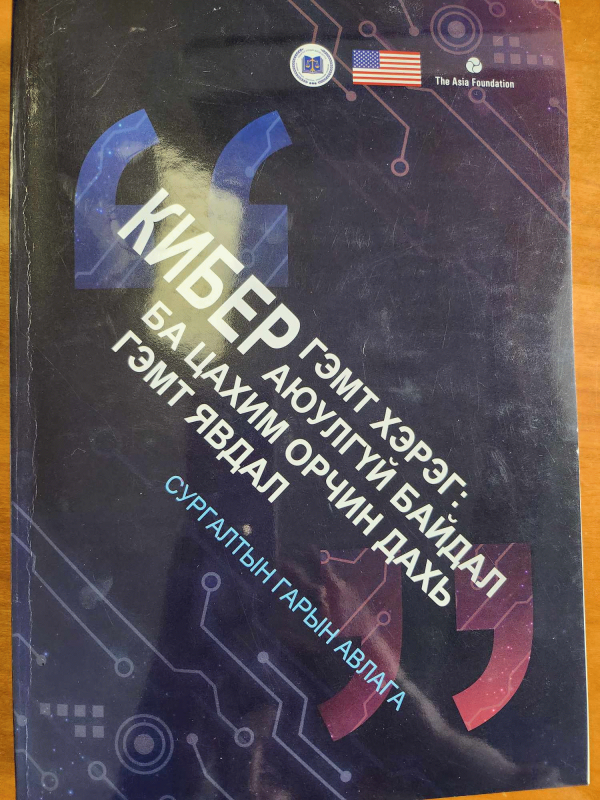 The Asia Foundation
КИБЕР ГЭМТ ХЭРЭГ:
АЮУЛГҮЙ БАЙДАЛ
БА ЦАХИМ ОРЧИН ДАХЬ
ГЭМТ ЯВДАЛ
СУРГАЛТЫН ГАРЫН АВЛАГА